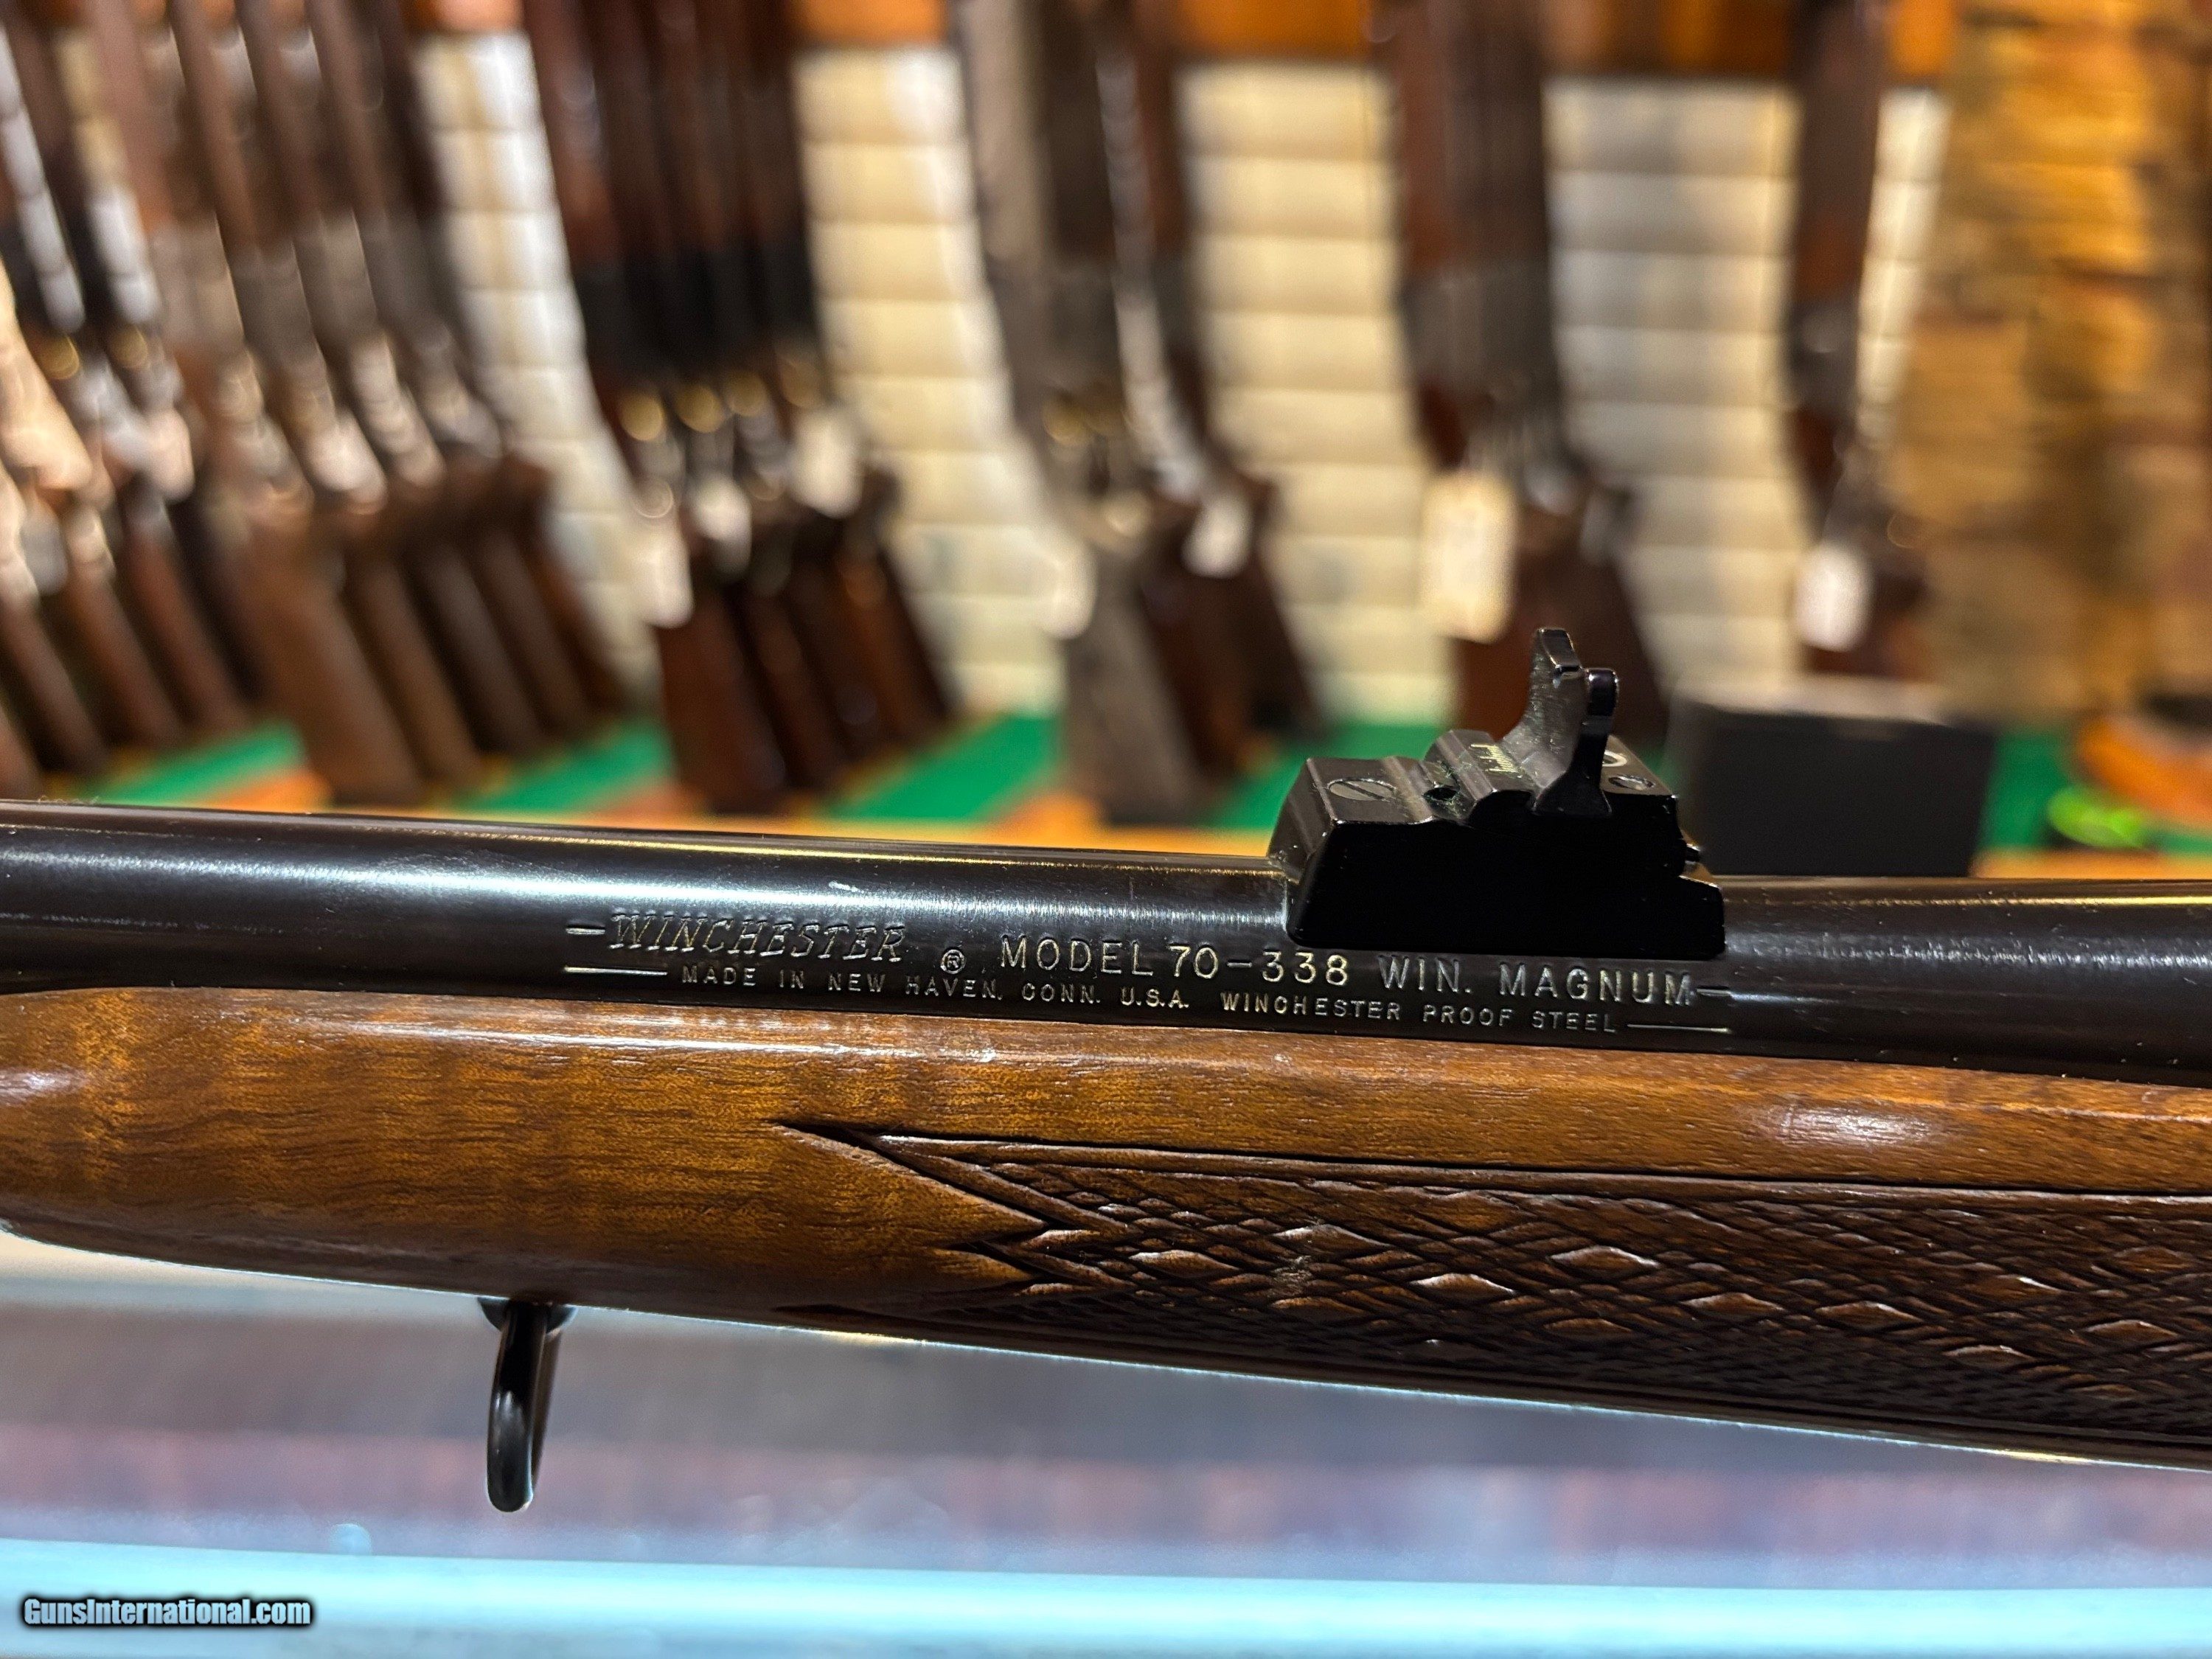 WINCHESTER ® MODEL 70-338 WIN. MAGNUM
MADE IN NEW HAVEN, CONN. U.S.A. WINCHESTER PROOF STEEL
GunsInternational.com